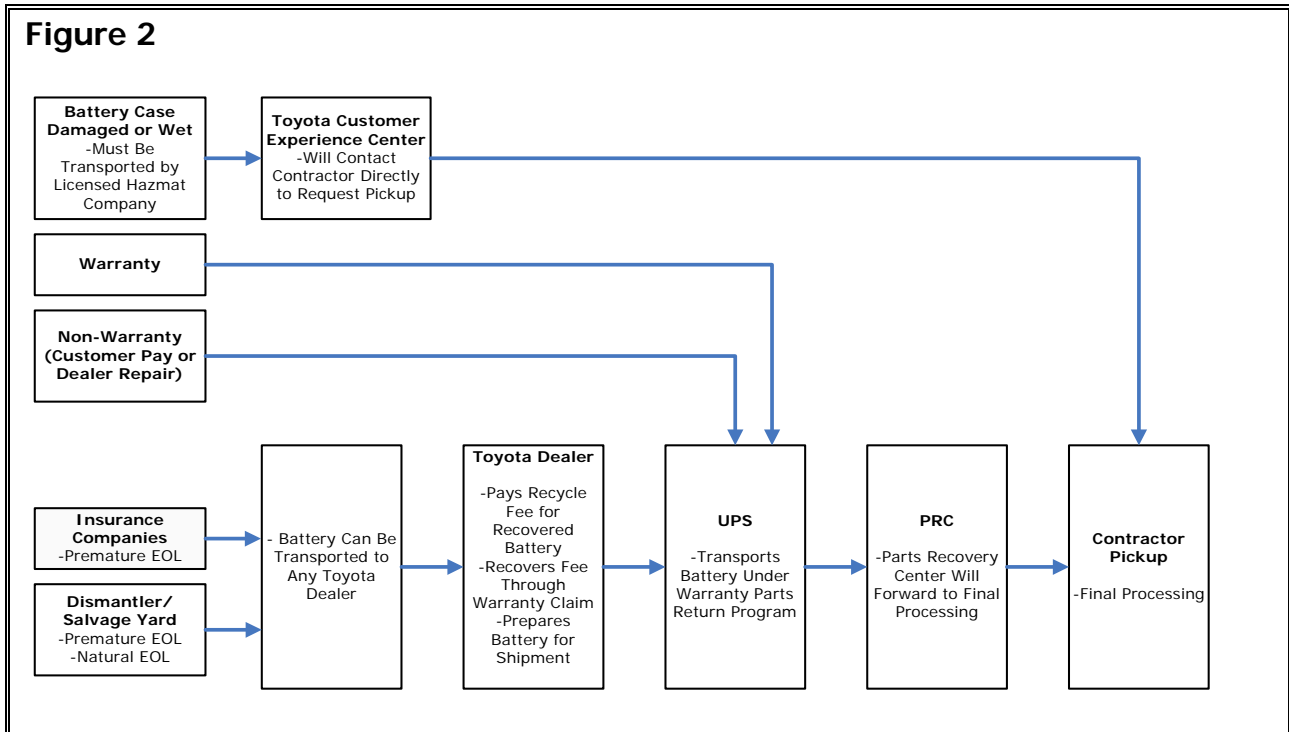 Figure 2
Battery Case
Damaged or Wet
-Must Be
Transported by
Licensed Hazmat
Company
Toyota Customer
Experience Center
-Will Contact
Contractor Directly
to Request Pickup
Warranty
Non-Warranty
(Customer Pay or
Dealer Repair)
Insurance
Companies
-Premature EOL
Dismantler/
Salvage Yard
-Premature EOL
-Natural EOL
- Battery Can Be
Transported to
Any Toyota
Dealer
Toyota Dealer
-Pays Recycle
Fee for
Recovered
Battery
-Recovers Fee
Through
Warranty Claim
-Prepares
Battery for
Shipment
UPS
-Transports
Battery Under
Warranty Parts
Return Program
PRC
-Parts Recovery
Center Will
Forward to Final
Processing
Contractor
Pickup
-Final Processing